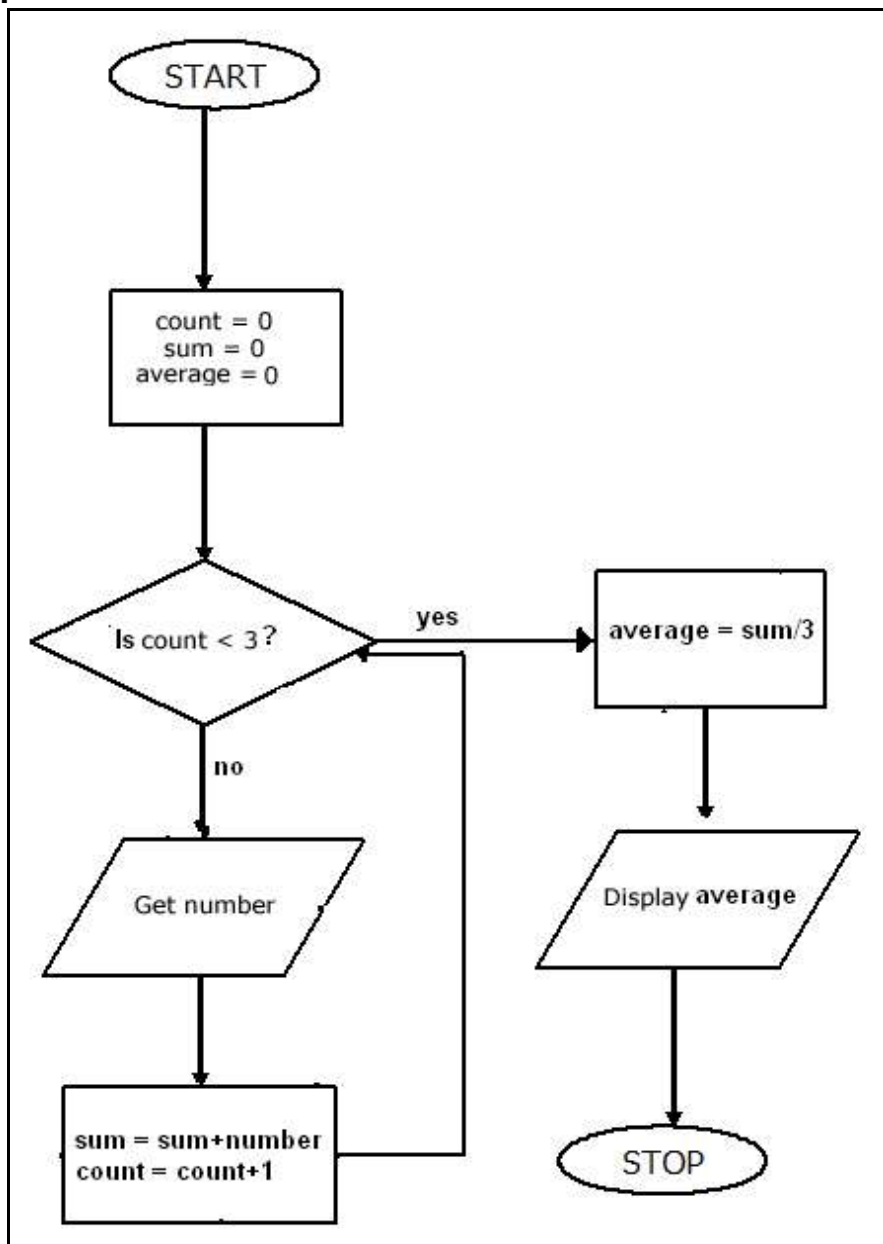 START
count = 0
sum = 0
average = 0
Is count < 3?
yes
average = sum/3
no
Get number
Display average
sum = sum+number
count = count+1
STOP